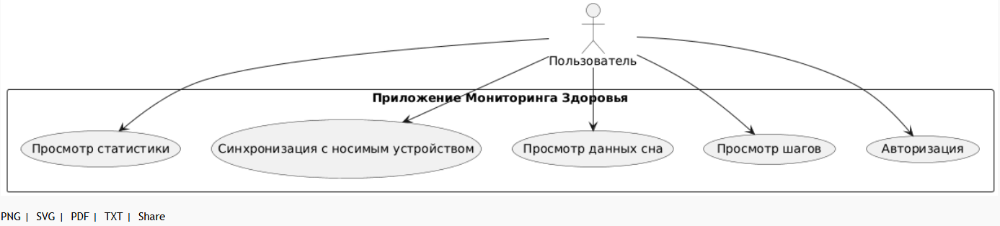 Пользователь
Приложение Мониторинга Здоровья
Просмотр статистики
Синхронизация с носимым устройством
Просмотр данных сна
Просмотр шагов
Авторизация
PNG | SVG | PDF | TXT | Share